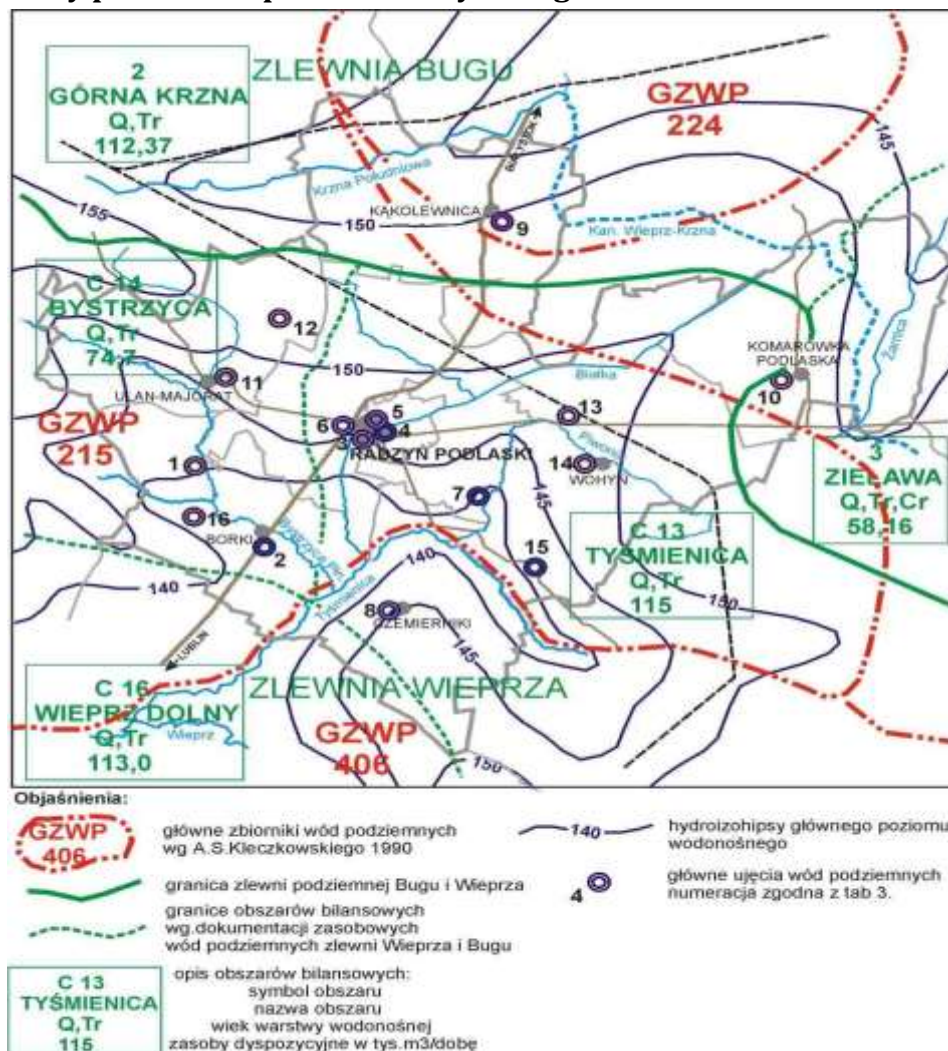 2
GÓRNA KRZNA
Q,Tr
112,37
ZLEWNIA BUGU
GZWP
224
145
155
150
Krzna Południowa
KĄKOLEWNICA
9
Kan. Wieprz-Krzna
C 14
BYSTRZYCA
Q,Tr
74,7
12
150
KOMARÓWKA
PODLASKA
10
ULAN-MAJORAT
11
Białka
GZWP
215
6
5
3
4
RADZYŃ PODLASKI
13
1
14
WOHYŃ
7
145
3
ZIELAWA
Q,Tr,Cr
58,16
16
BORKI
2
140
15
C 13
TYŚMIENICA
Q,Tr
115
140
Tyśmienica
8
CZEMIERNIKI
145
150
LUBLIN
ZLEWNIA WIEPRZA
C 16
WIEPRZ DOLNY
Q,Tr
113,0
Wieprz
GZWP
406
150
Objaśnienia:
GZWP
406
główne zbiorniki wód podziemnych
wg A.S.Kleczkowskiego 1990
granica zlewni podziemnej Bugu i Wieprza
granice obszarów bilansowych
wg.dokumentacji zasobowych
wód podziemnych zlewni Wieprza i Bugu
C 13
TYŚMIENICA
Q,Tr
115
opis obszarów bilansowych:
symbol obszaru
nazwa obszaru
wiek warstwy wodonośnej
zasoby dyspozycyjne w tys.m3/dobę
140
hydroizohipsy głównego poziomu
wodonośnego
4
główne ujęcia wód podziemnych
numeracja zgodna z tab 3.